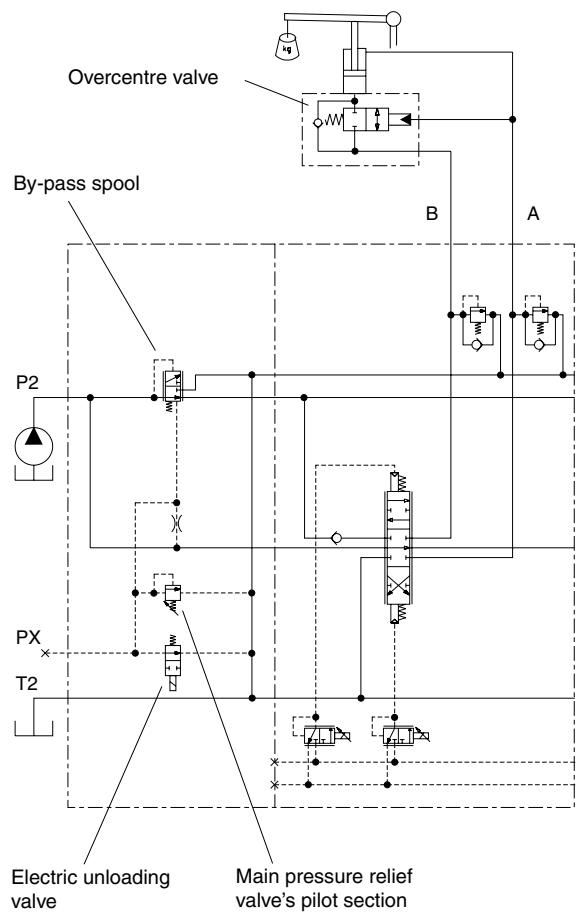 kg
Overcentre valve
By-pass spool
B
A
P2
PX
T2
Electric unloading
valve
Main pressure relief
valve's pilot section